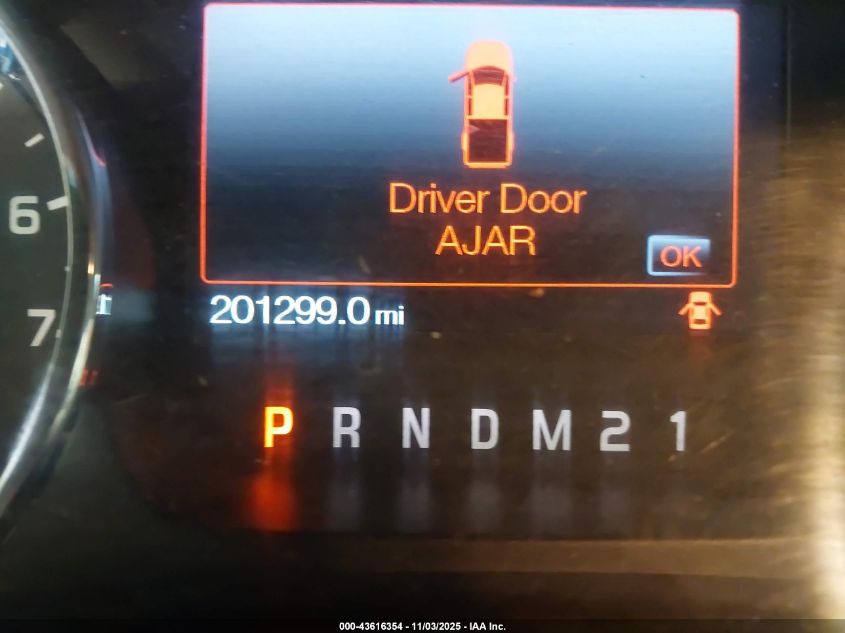 Driver Door
AJAR
OK
6
201299.0 mi
7
P R N D M 2 1
000-43616354 - 11/03/2025 - IAA Inc.